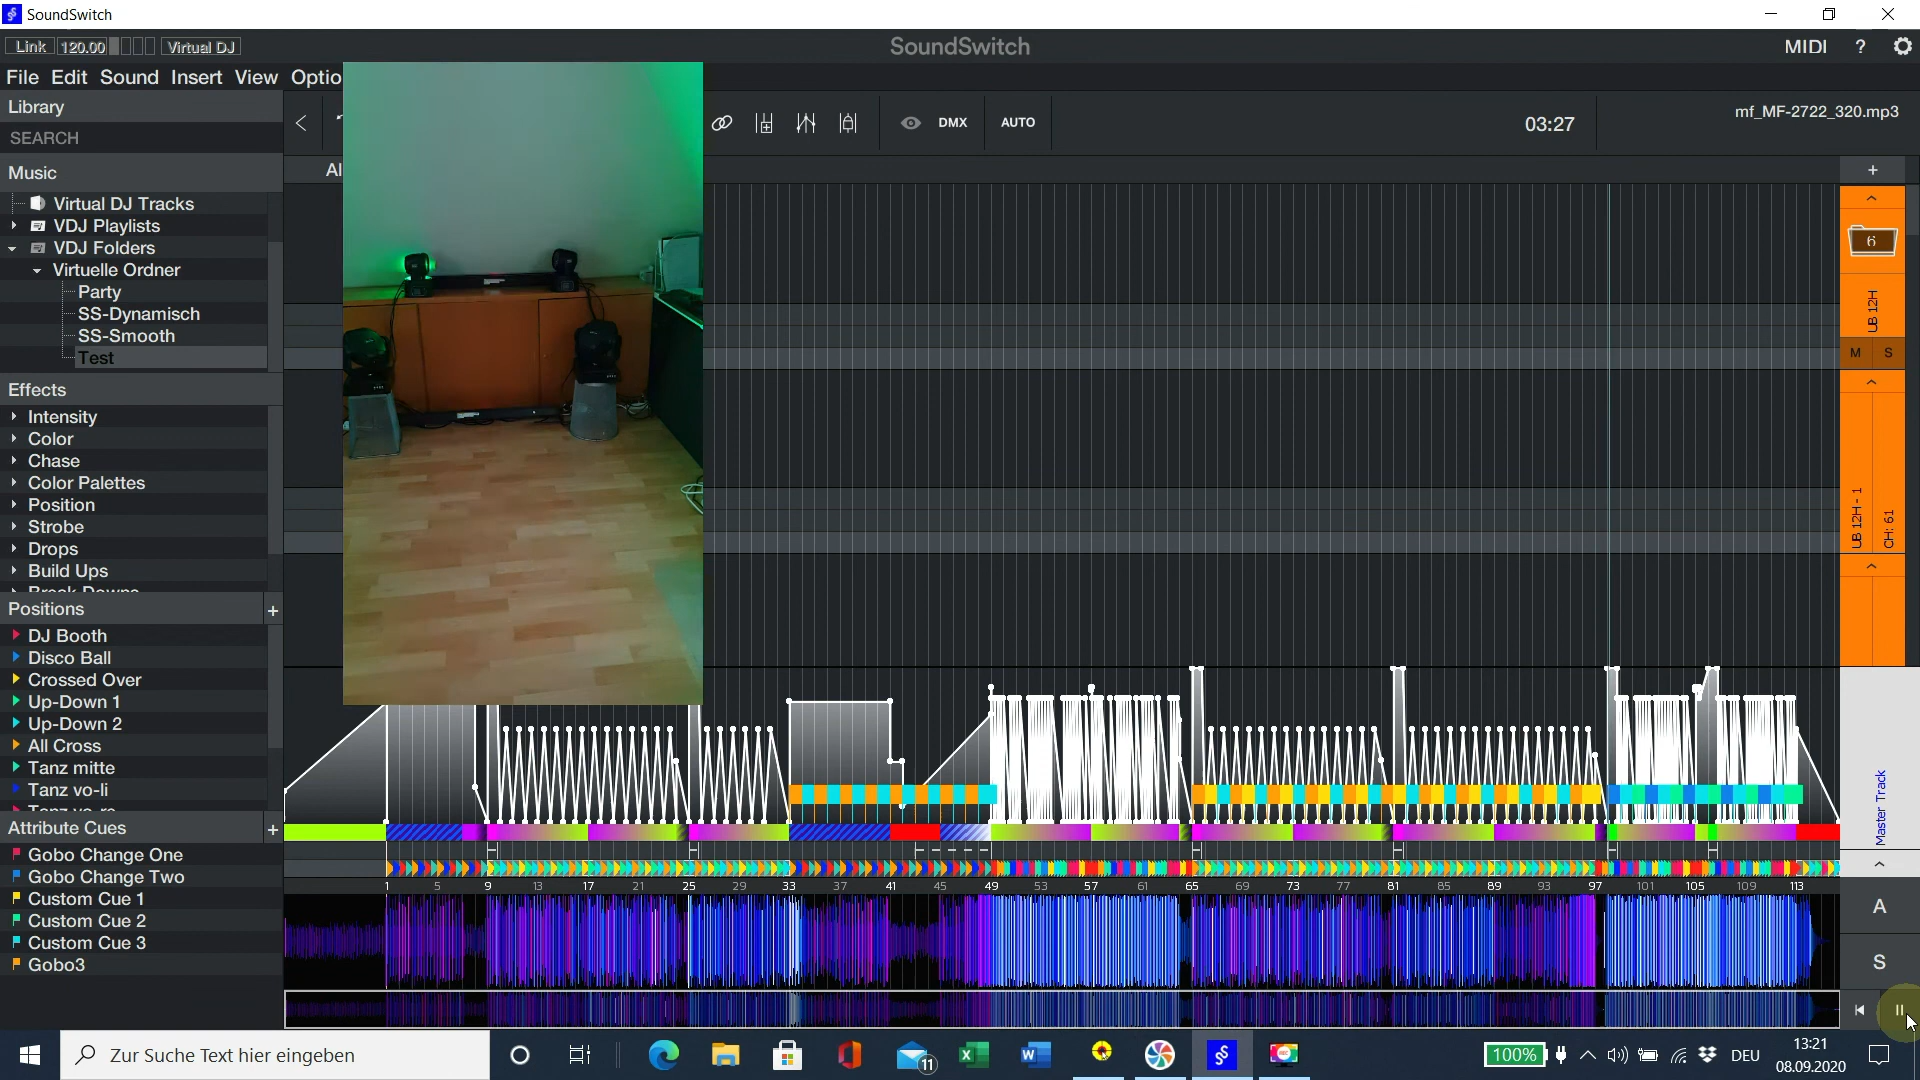 SoundSwitch
Link 120.00 Virtual DJ
SoundSwitch
MIDI ?
File Edit Sound Insert View Optio
Library
SEARCH
DMX AUTO
03:27
mf_MF-2722_320.mp3
Al
+
Music
Virtual DJ Tracks
VDJ Playlists
VDJ Folders
Virtuelle Ordner
Party
SS-Dynamisch
SS-Smooth
Test
6
UB 12H
M S
UB 12H - 1
CH: 61
Effects
Intensity
Color
Chase
Color Palettes
Position
Strobe
Drops
Build Ups
Break Downs
Positions +
DJ Booth
Disco Ball
Crossed Over
Up-Down 1
Up-Down 2
All Cross
Tanz mitte
Tanz vo-li
Tanz vo-re
Master Track
Attribute Cues +
Gobo Change One
Gobo Change Two
Custom Cue 1
Custom Cue 2
Custom Cue 3
Gobo3
1 5 9 13 17 21 25 29 33 37 41 45 49 53 57 61 65 69 73 77 81 85 89 93 97 101 105 109 113
A
S
Zur Suche Text hier eingeben
11
100%
DEU
13:21
08.09.2020